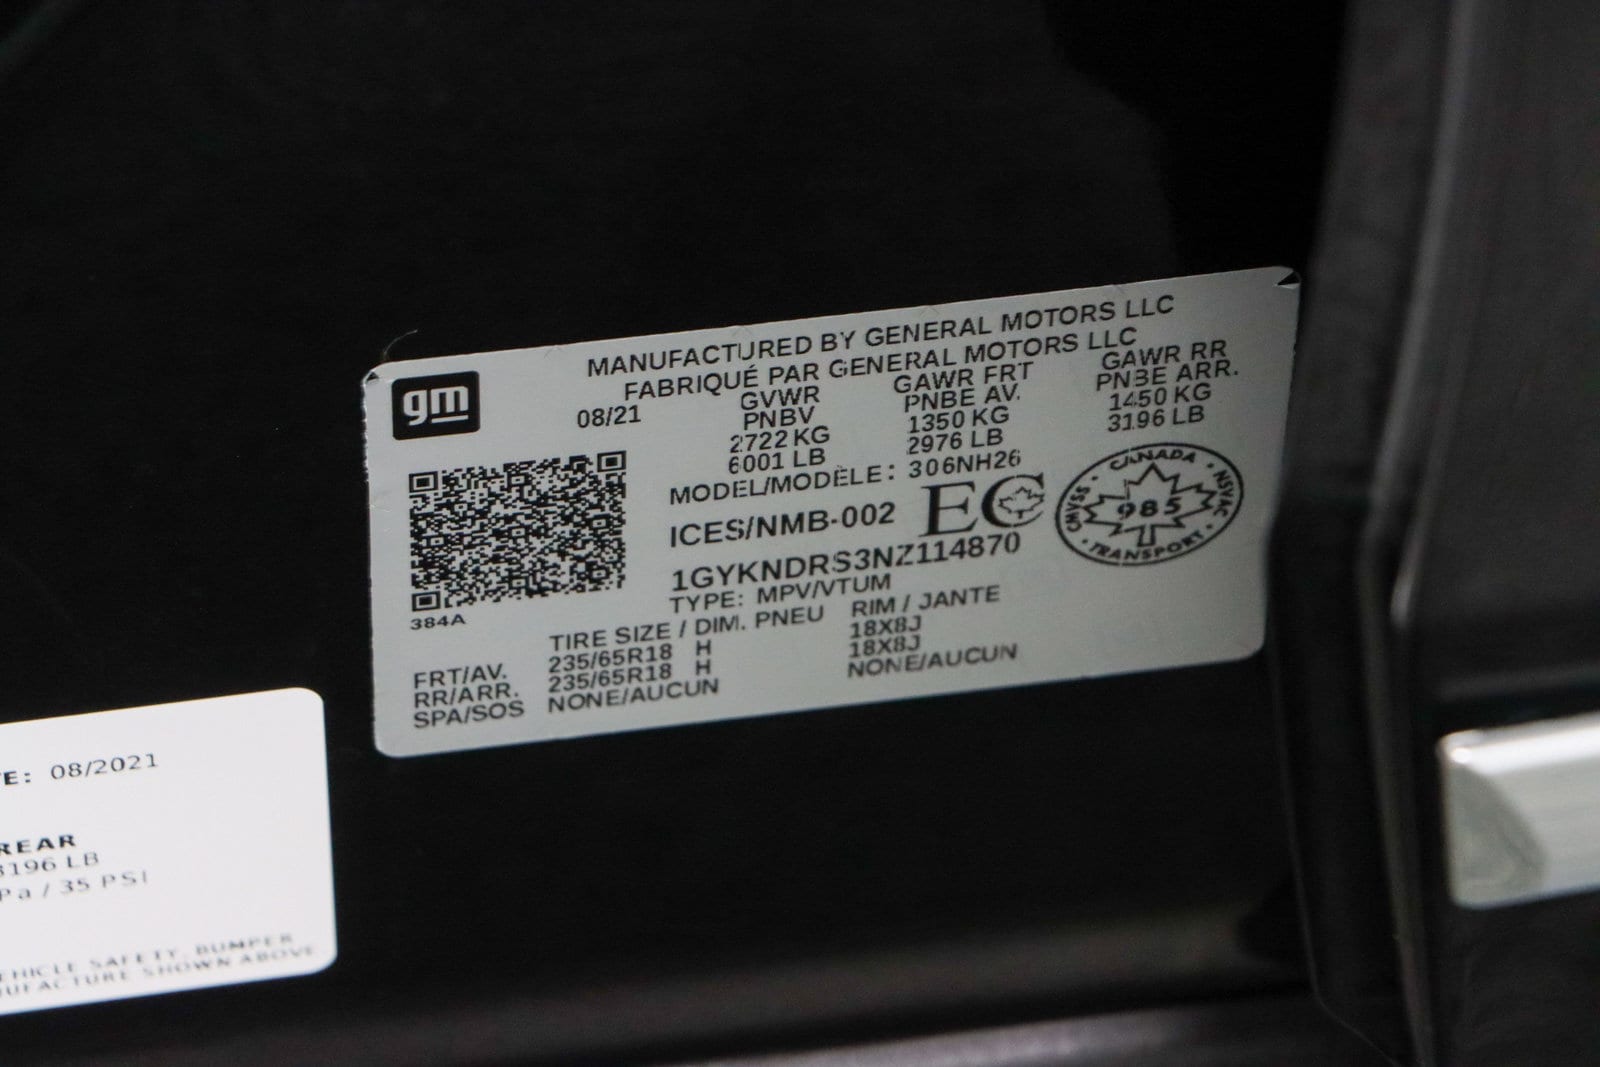 gm
MANUFACTURED BY GENERAL MOTORS LLC
FABRIQUÉ PAR GENERAL MOTORS LLC
08/21
GVWR
PNBV
2722 KG
6001 LB
GAWR FRT
PNBE AV.
1350 KG
2976 LB
GAWR RR
PNBE ARR.
1450 KG
3196 LB
MODEL/MODÈLE: 306NH26
ICES/NMB-002
EC
CANADA
CMVSS
985
NSVAC
TRANSPORT
1GYKNDRS3NZ114870
TYPE: MPV/VTUM
384A
TIRE SIZE / DIM. PNEU RIM / JANTE
FRT/AV. 235/65R18 H 18X8J
RR/ARR. 235/65R18 H 18X8J
SPA/SOS NONE/AUCUN NONE/AUCUN
TE: 08/2021
REAR
3196 LB
Pa / 35 PSI
EHICLE SAFETY, BUMPER
NUFACTURE SHOWN ABOVE.